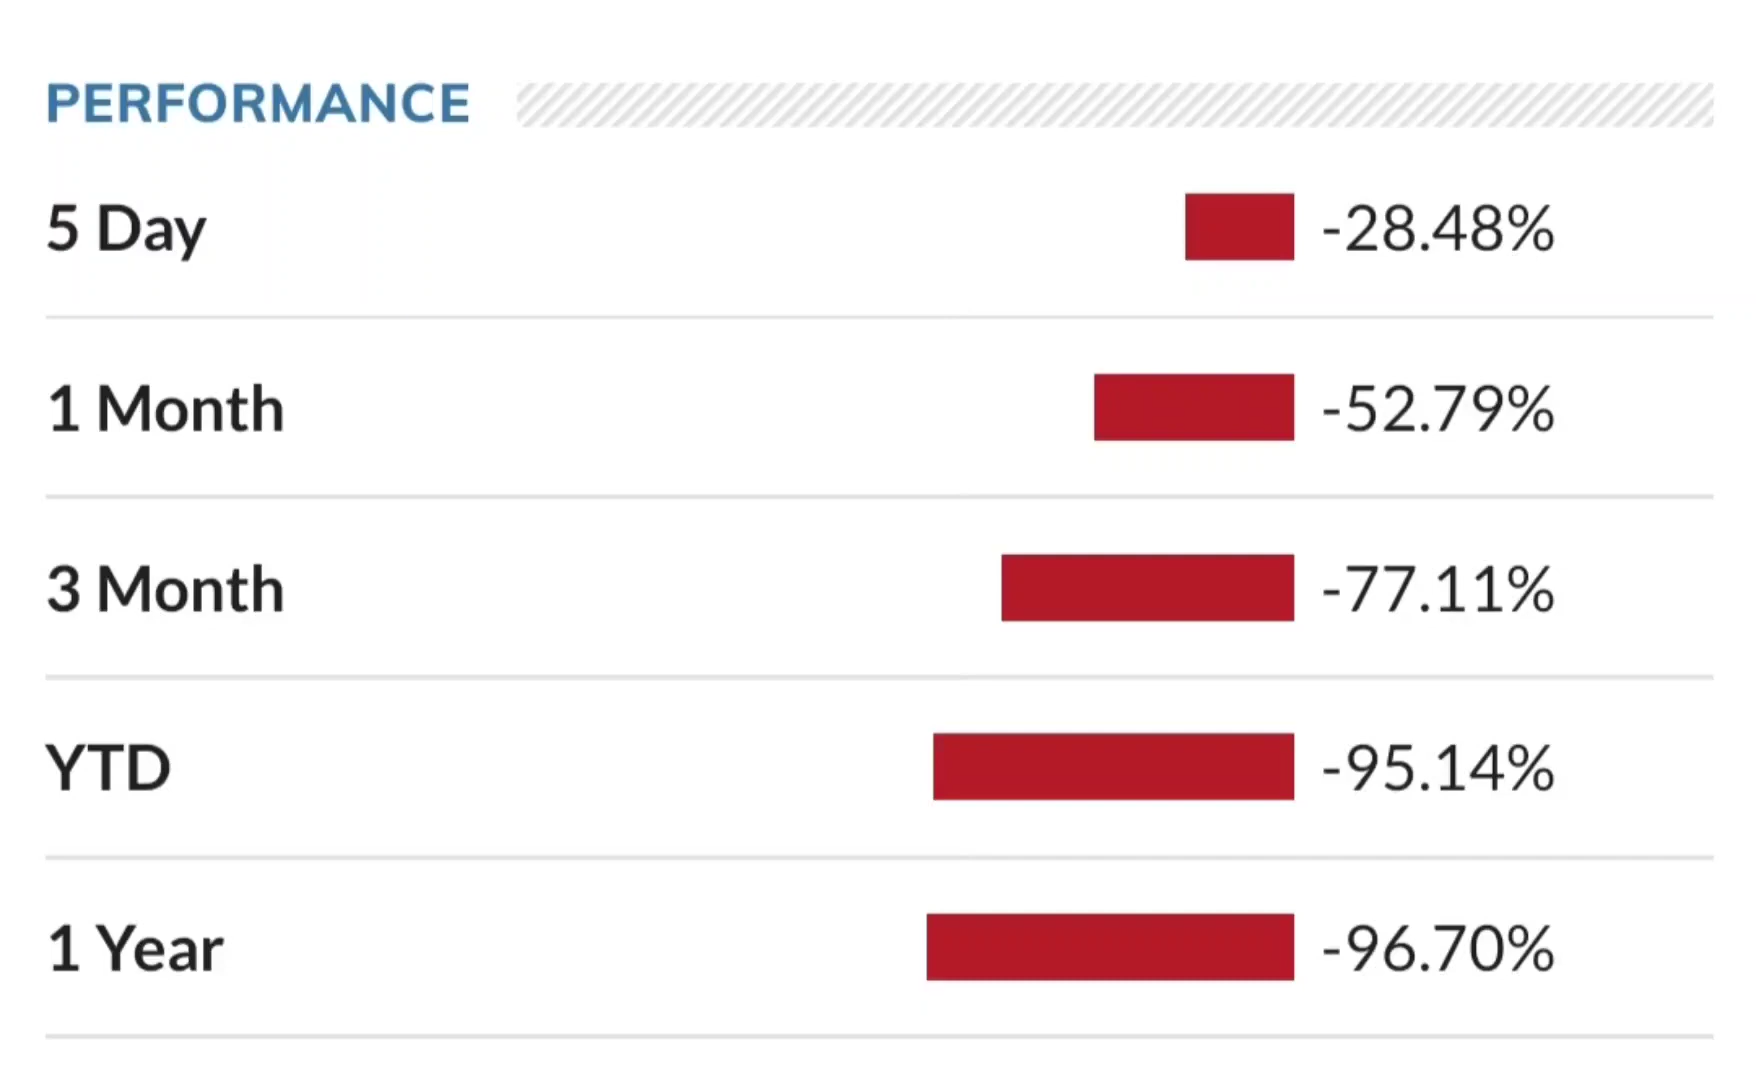 PERFORMANCE
5 Day -28.48%
1 Month -52.79%
3 Month -77.11%
YTD -95.14%
1 Year -96.70%